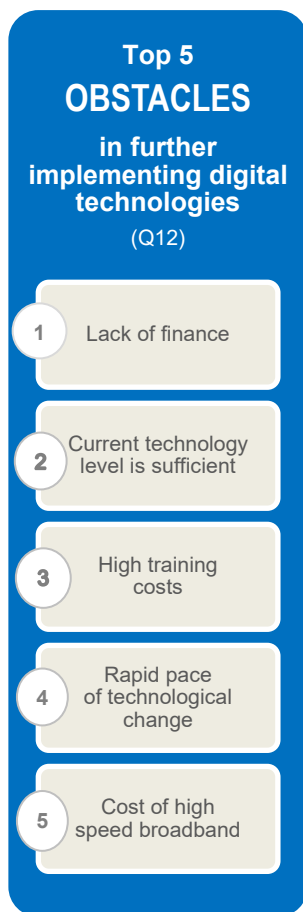 Top 5
OBSTACLES
in further
implementing digital
technologies
(Q12)
1
Lack of finance
2
Current technology
level is sufficient
3
High training
costs
4
Rapid pace
of technological
change
5
Cost of high
speed broadband